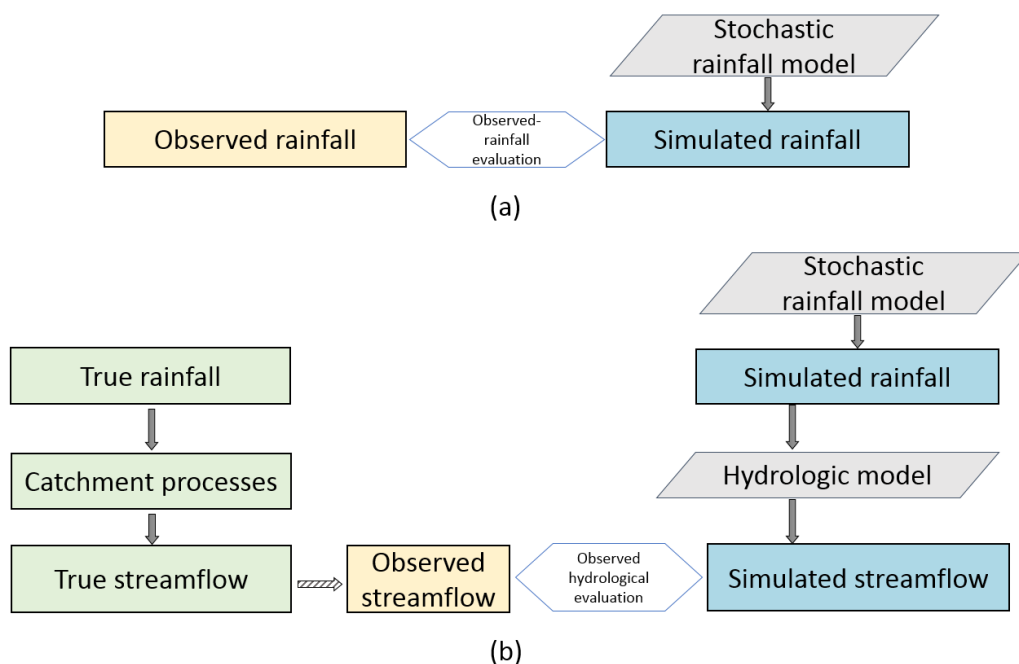 Stochastic
rainfall model
Observed rainfall
Observed-
rainfall
evaluation
Simulated rainfall
(a)
Stochastic
rainfall model
True rainfall
Simulated rainfall
Catchment processes
Hydrologic model
True streamflow
Observed
streamflow
Observed
hydrological
evaluation
Simulated streamflow
(b)